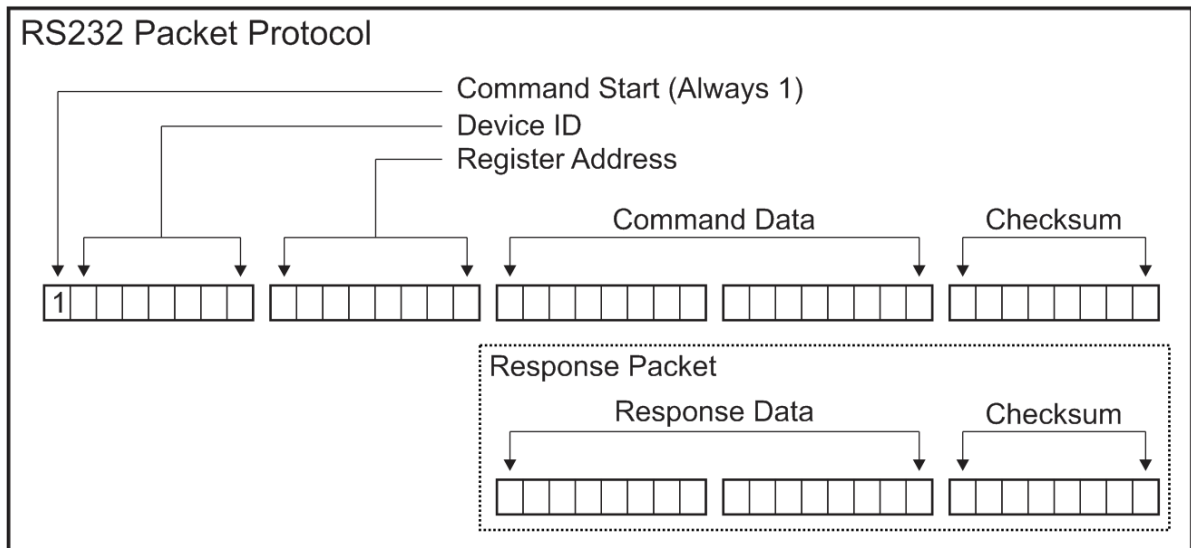 RS232 Packet Protocol
Command Start (Always 1)
Device ID
Register Address
Command Data Checksum
1
Response Packet
Response Data Checksum